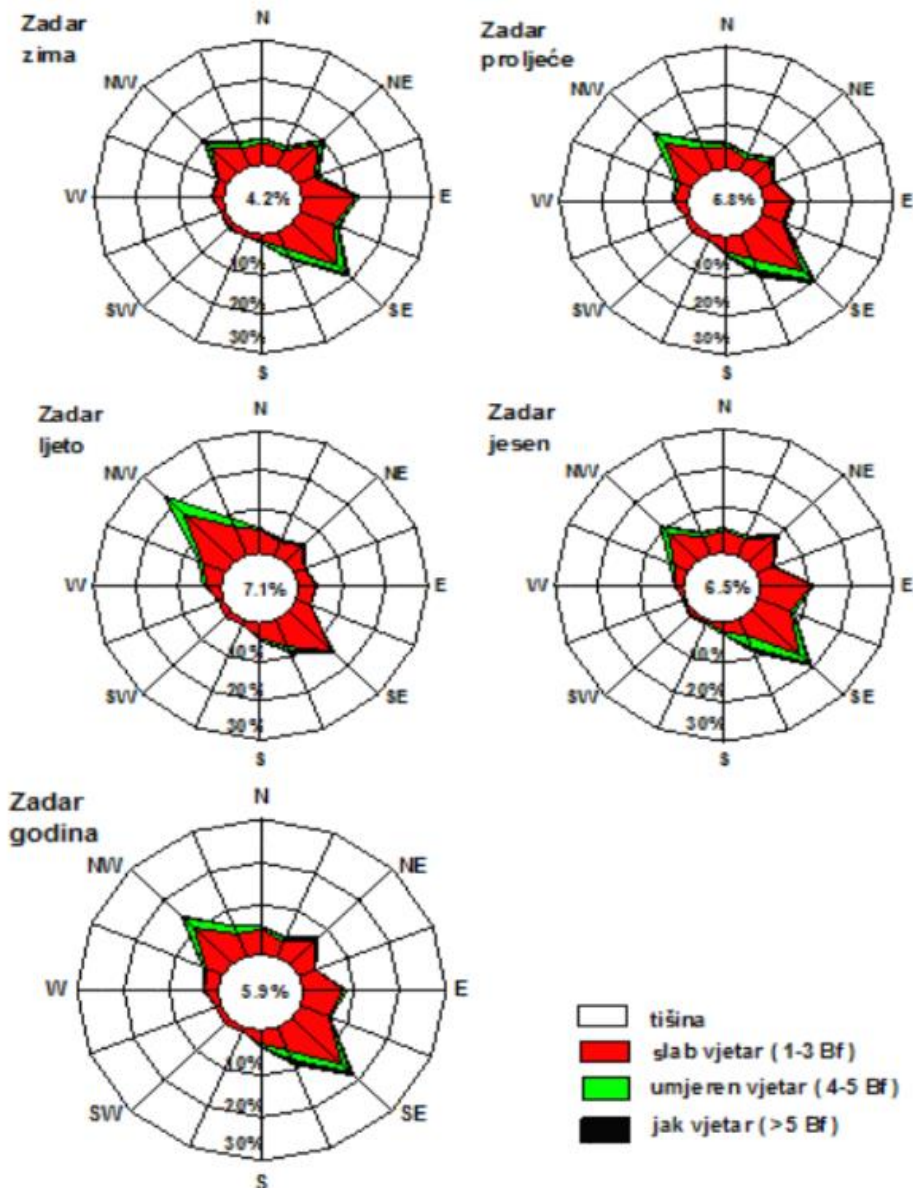 Zadar
zima
N
NW
NE
W
4.2%
E
10%
SW
20%
SE
30%
S
Zadar
proljeće
N
NW
NE
W
5.8%
E
10%
SW
20%
SE
30%
S
Zadar
ljeto
N
NW
NE
W
7.1%
E
10%
SW
20%
SE
30%
S
Zadar
jesen
N
NW
NE
W
6.5%
E
10%
SW
20%
SE
30%
S
Zadar
godina
N
NW
NE
W
5.9%
E
10%
SW
20%
SE
30%
S
tišina
slab vjetar ( 1-3 Bf)
umjeren vjetar ( 4-5 Bf)
jak vjetar ( >5 Bf)